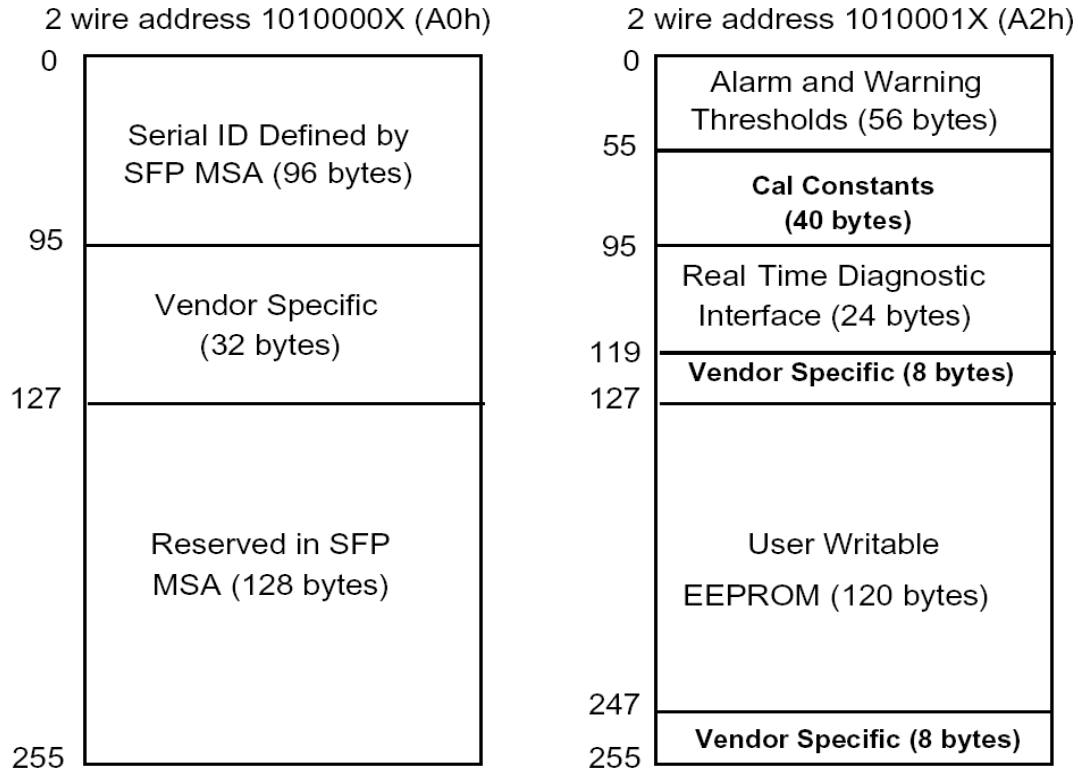 2 wire address 1010000X (A0h)
0
Serial ID Defined by
SFP MSA (96 bytes)
95
Vendor Specific
(32 bytes)
127
Reserved in SFP
MSA (128 bytes)
255
2 wire address 1010001X (A2h)
0
Alarm and Warning
Thresholds (56 bytes)
55
Cal Constants
(40 bytes)
95
Real Time Diagnostic
Interface (24 bytes)
119
Vendor Specific (8 bytes)
127
User Writable
EEPROM (120 bytes)
247
Vendor Specific (8 bytes)
255